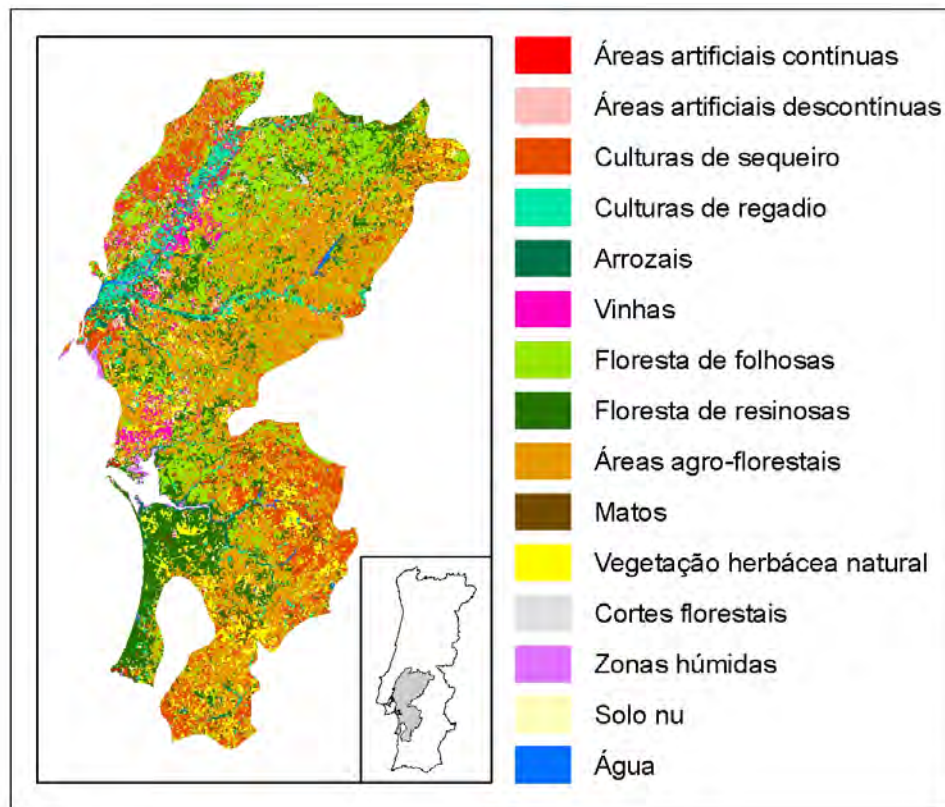 Áreas artificiais contínuas
Áreas artificiais descontínuas
Culturas de sequeiro
Culturas de regadio
Arrozais
Vinhas
Floresta de folhosas
Floresta de resinosas
Áreas agro-florestais
Matos
Vegetação herbácea natural
Cortes florestais
Zonas húmidas
Solo nu
Água